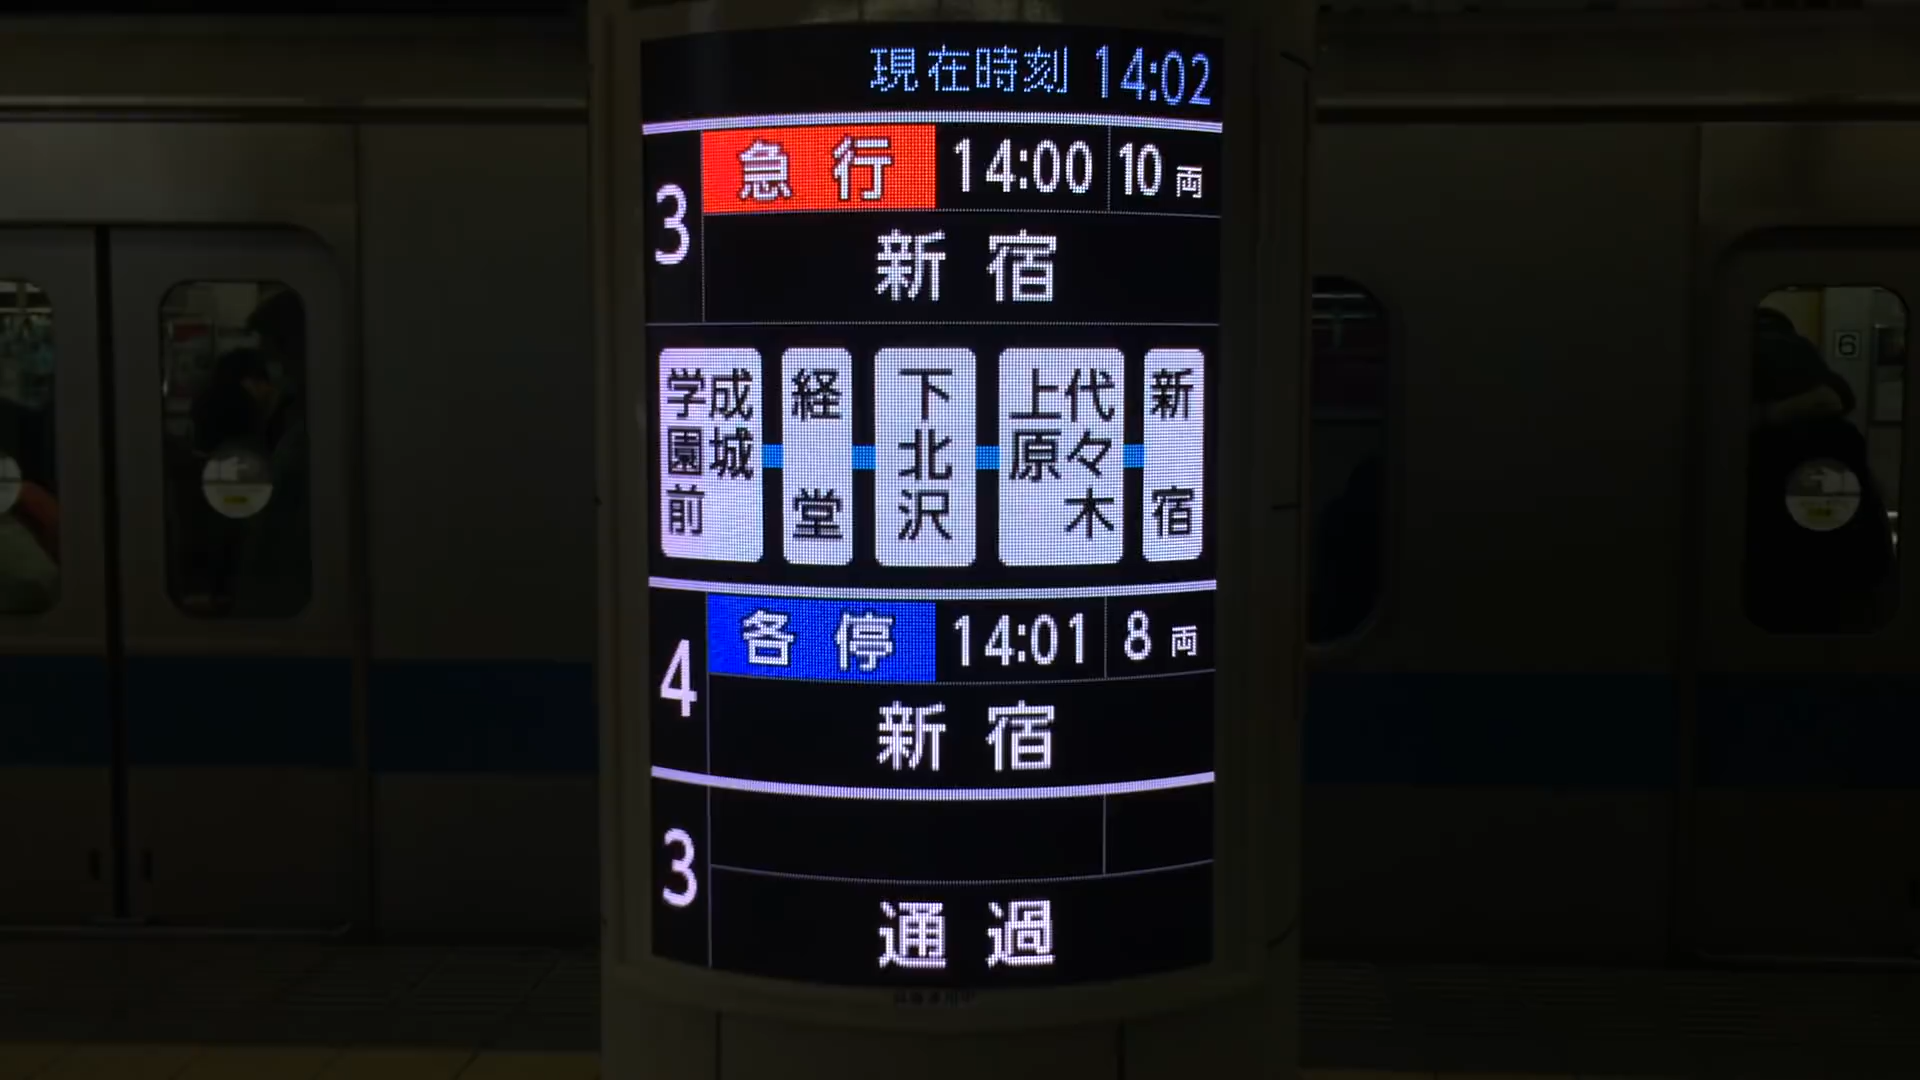 現在時刻 14:02
3 急行 14:00 10両
新宿
成城学園前 経堂 下北沢 代々木上原 新宿
4 各停 14:01 8両
新宿
3
通過
6